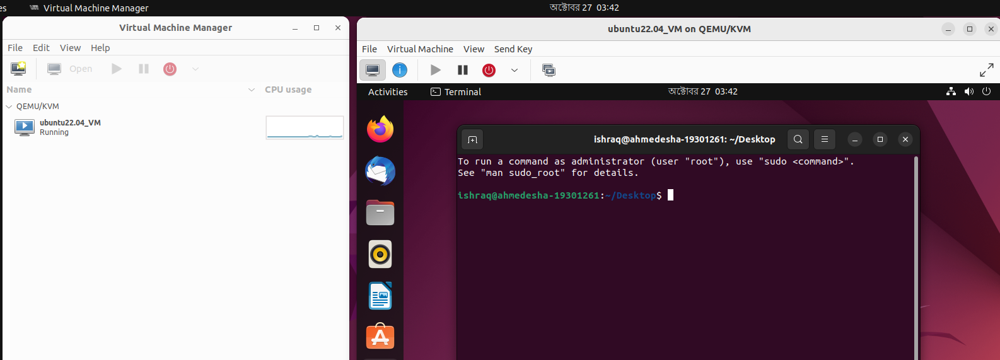 es Virtual Machine Manager অক্টোবর 27 03:42
Virtual Machine Manager
File Edit View Help
Open
Name CPU usage
QEMU/KVM
ubuntu22.04_VM
Running
ubuntu22.04_VM on QEMU/KVM
File Virtual Machine View Send Key
Activities Terminal অক্টোবর 27 03:42
ishraq@ahmedesha-19301261: ~/Desktop
To run a command as administrator (user "root"), use "sudo <command>".
See "man sudo_root" for details.
ishraq@ahmedesha-19301261:~/Desktop$